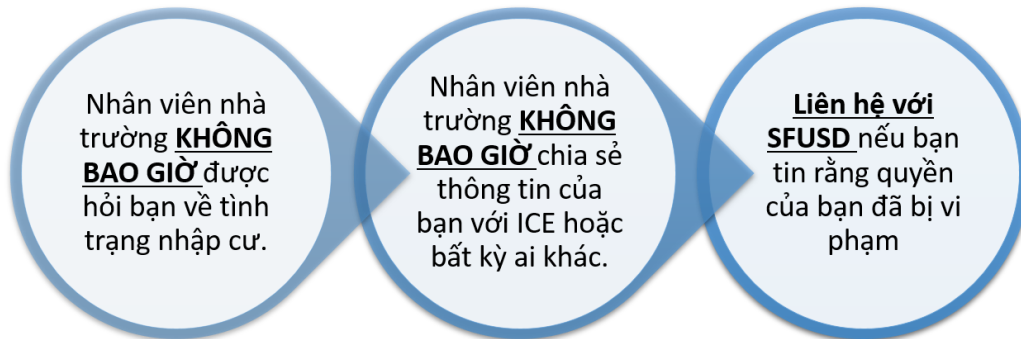 Nhân viên nhà
trường KHÔNG
BAO GIỜ được
hỏi bạn về tình
trạng nhập cư.
Nhân viên nhà
trường KHÔNG
BAO GIỜ chia sẻ
thông tin của
bạn với ICE hoặc
bất kỳ ai khác.
Liên hệ với
SFUSD nếu bạn
tin rằng quyền
của bạn đã bị vi
phạm